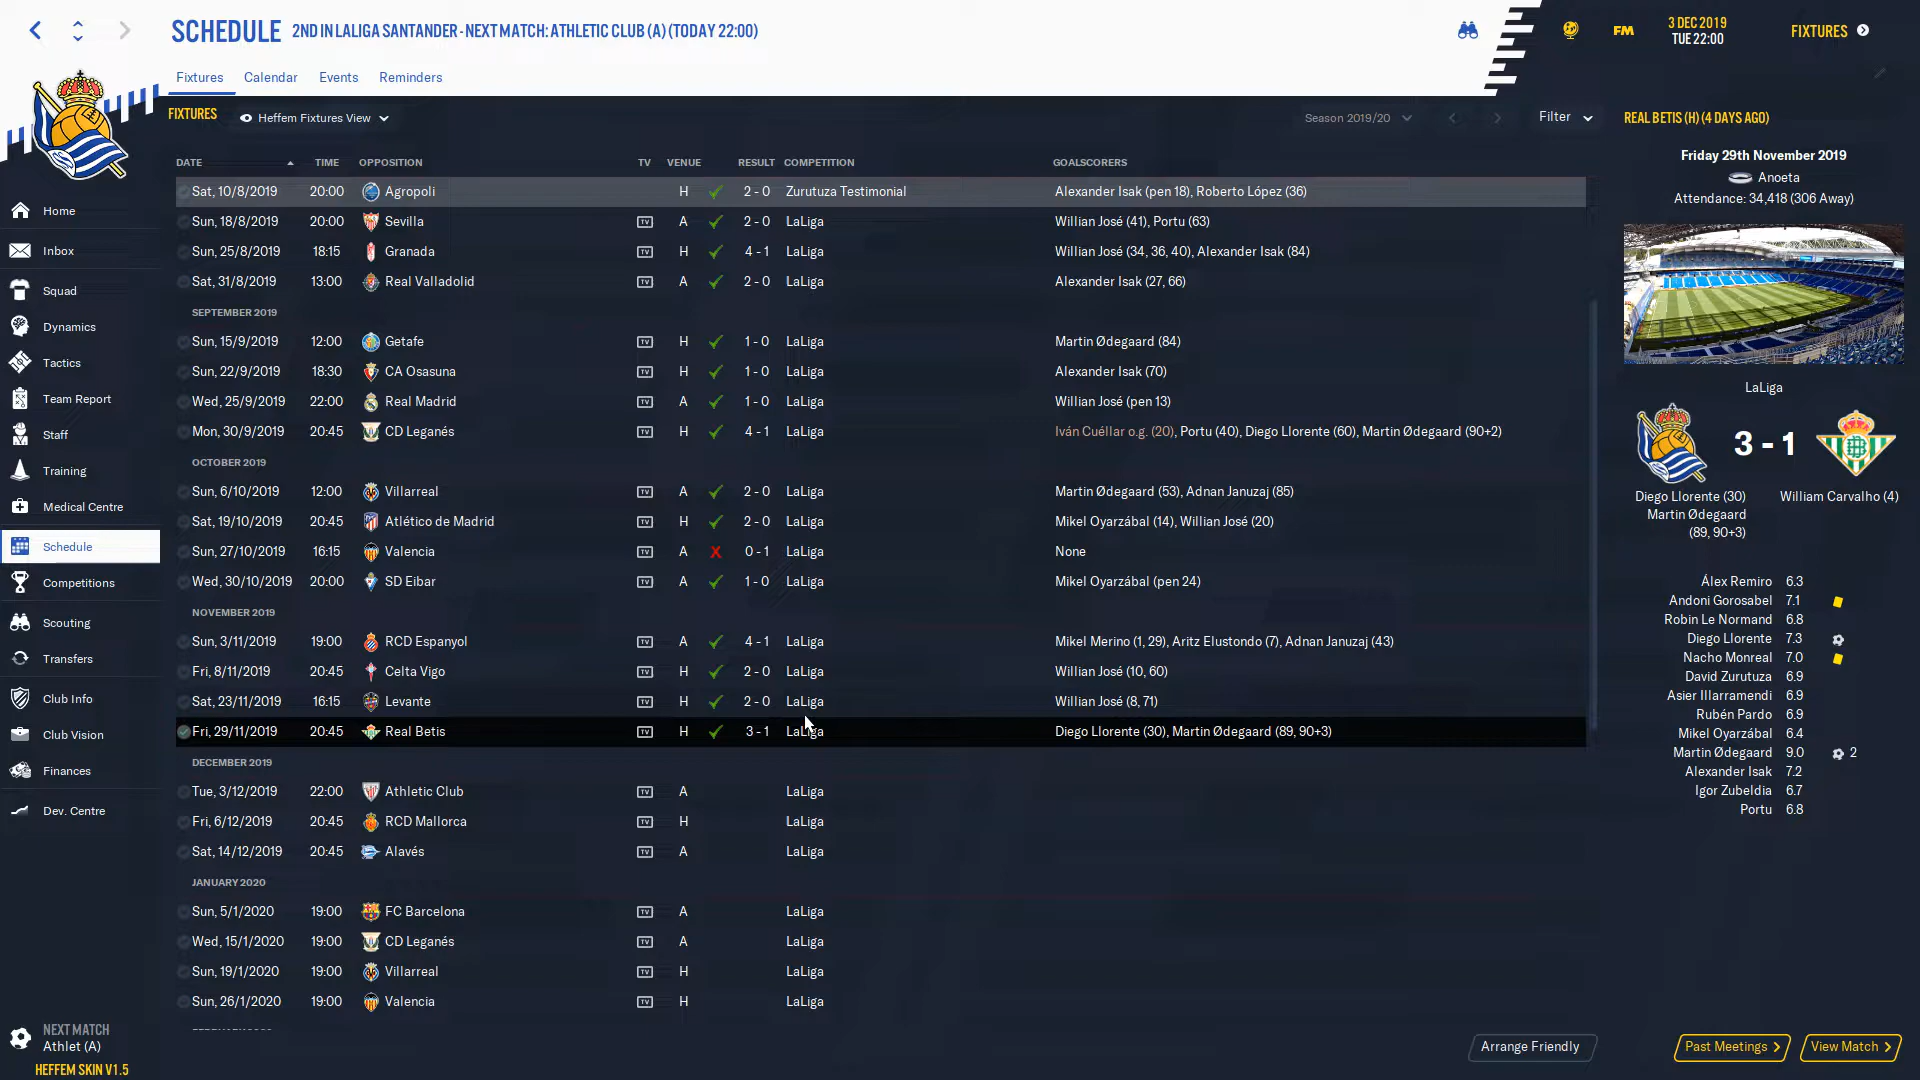 SCHEDULE 2ND IN LALIGA SANTANDER - NEXT MATCH: ATHLETIC CLUB (A) (TODAY 22:00)
FM
3 DEC 2019
TUE 22:00
FIXTURES
Fixtures Calendar Events Reminders
FIXTURES Heffem Fixtures View Season 2019/20 Filter
DATE TIME OPPOSITION TV VENUE RESULT COMPETITION GOALSCORERS
Sat, 10/8/2019 20:00 Agropoli H 2 - 0 Zurutuza Testimonial Alexander Isak (pen 18), Roberto López (36)
Sun, 18/8/2019 20:00 Sevilla TV A 2 - 0 LaLiga Willian José (41), Portu (63)
Sun, 25/8/2019 18:15 Granada TV H 4 - 1 LaLiga Willian José (34, 36, 40), Alexander Isak (84)
Sat, 31/8/2019 13:00 Real Valladolid TV A 2 - 0 LaLiga Alexander Isak (27, 66)
SEPTEMBER 2019
Sun, 15/9/2019 12:00 Getafe TV H 1 - 0 LaLiga Martin Ødegaard (84)
Sun, 22/9/2019 18:30 CA Osasuna TV H 1 - 0 LaLiga Alexander Isak (70)
Wed, 25/9/2019 22:00 Real Madrid TV A 1 - 0 LaLiga Willian José (pen 13)
Mon, 30/9/2019 20:45 CD Leganés TV H 4 - 1 LaLiga Iván Cuéllar o.g. (20), Portu (40), Diego Llorente (60), Martin Ødegaard (90+2)
OCTOBER 2019
Sun, 6/10/2019 12:00 Villarreal TV A 2 - 0 LaLiga Martin Ødegaard (53), Adnan Januzaj (85)
Sat, 19/10/2019 20:45 Atlético de Madrid TV H 2 - 0 LaLiga Mikel Oyarzábal (14), Willian José (20)
Sun, 27/10/2019 16:15 Valencia TV A X 0 - 1 LaLiga None
Wed, 30/10/2019 20:00 SD Eibar TV A 1 - 0 LaLiga Mikel Oyarzábal (pen 24)
NOVEMBER 2019
Sun, 3/11/2019 19:00 RCD Espanyol TV A 4 - 1 LaLiga Mikel Merino (1, 29), Aritz Elustondo (7), Adnan Januzaj (43)
Fri, 8/11/2019 20:45 Celta Vigo TV H 2 - 0 LaLiga Willian José (10, 60)
Sat, 23/11/2019 16:15 Levante TV H 2 - 0 LaLiga Willian José (8, 71)
Fri, 29/11/2019 20:45 Real Betis TV H 3 - 1 LaLiga Diego Llorente (30), Martin Ødegaard (89, 90+3)
DECEMBER 2019
Tue, 3/12/2019 22:00 Athletic Club TV A LaLiga
Fri, 6/12/2019 20:45 RCD Mallorca TV H LaLiga
Sat, 14/12/2019 20:45 Alavés TV A LaLiga
JANUARY 2020
Sun, 5/1/2020 19:00 FC Barcelona TV A LaLiga
Wed, 15/1/2020 19:00 CD Leganés TV A LaLiga
Sun, 19/1/2020 19:00 Villarreal TV H LaLiga
Sun, 26/1/2020 19:00 Valencia TV H LaLiga
Arrange Friendly
Home
Inbox
Squad
Dynamics
Tactics
Team Report
Staff
Training
Medical Centre
Schedule
Competitions
Scouting
Transfers
Club Info
Club Vision
Finances
Dev. Centre
NEXT MATCH
Athlet (A)
HEFFEM SKIN V1.5
REAL BETIS (H) (4 DAYS AGO)
Friday 29th November 2019
Anoeta
Attendance: 34,418 (306 Away)
LaLiga
3 - 1
Diego Llorente (30)
Martin Ødegaard
(89, 90+3)
William Carvalho (4)
Álex Remiro 6.3
Andoni Gorosabel 7.1
Robin Le Normand 6.8
Diego Llorente 7.3
Nacho Monreal 7.0
David Zurutuza 6.9
Asier Illarramendi 6.9
Rubén Pardo 6.9
Mikel Oyarzábal 6.4
Martin Ødegaard 9.0 2
Alexander Isak 7.2
Igor Zubeldia 6.7
Portu 6.8
Past Meetings
View Match